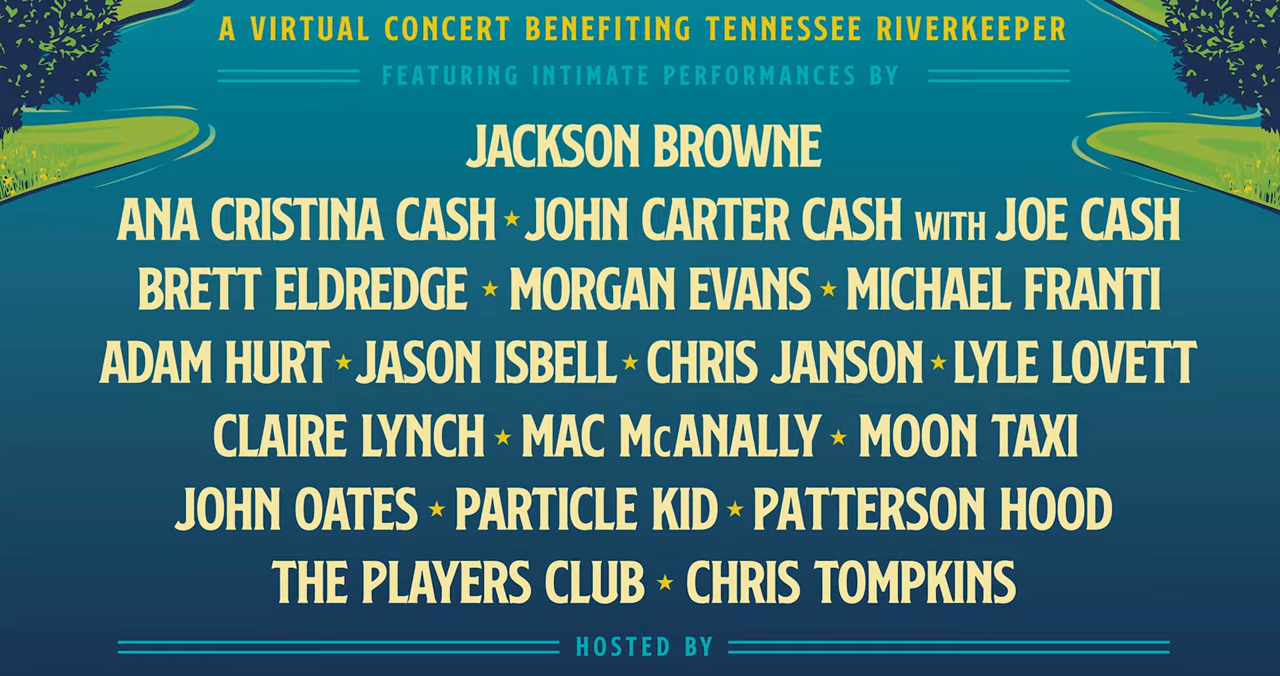 A VIRTUAL CONCERT BENEFITING TENNESSEE RIVERKEEPER
FEATURING INTIMATE PERFORMANCES BY
JACKSON BROWNE
ANA CRISTINA CASH ★ JOHN CARTER CASH WITH JOE CASH
BRETT ELDREDGE ★ MORGAN EVANS ★ MICHAEL FRANTI
ADAM HURT ★ JASON ISBELL ★ CHRIS JANSON ★ LYLE LOVETT
CLAIRE LYNCH ★ MAC McANALLY ★ MOON TAXI
JOHN OATES ★ PARTICLE KID ★ PATTERSON HOOD
THE PLAYERS CLUB ★ CHRIS TOMPKINS
HOSTED BY